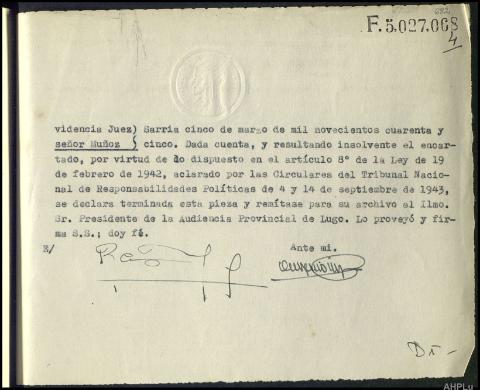 682
F.5,027.068
4
videncia Juez) Sarria cinco de marzo de mil novecientos cuarenta y
señor Muñoz ) cinco. Dada cuenta, y resultando insolvente el encar-
tado, por virtud de lo dispuesto en el artículo 8º de la Ley de 19
de febrero de 1942, aclarado por las Circulares del Tribunal Nacio-
nal de Responsabilidades Políticas de 4 y 14 de septiembre de 1943,
se declara terminada esta pieza y remítase para su archivo al Ilmo.
Sr. Presidente de la Audiencia Provincial de Lugo. Lo proveyó y fir-
ma S.S.; doy fé.
E/
Ante mi.
AHPLu